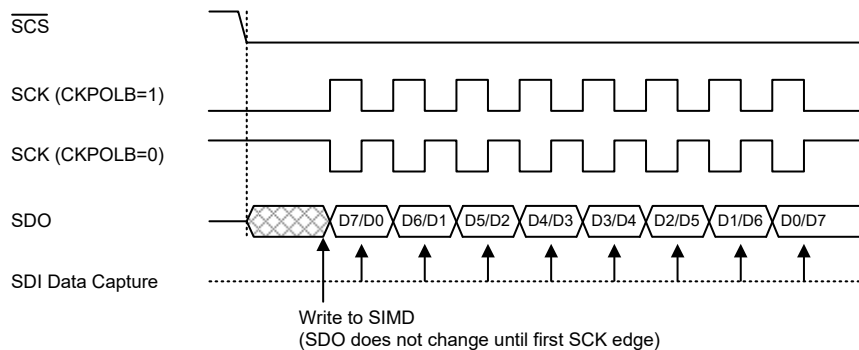 SCS
SCK (CKPOLB=1)
SCK (CKPOLB=0)
SDO D7/D0 D6/D1 D5/D2 D4/D3 D3/D4 D2/D5 D1/D6 D0/D7
SDI Data Capture
Write to SIMD
(SDO does not change until first SCK edge)